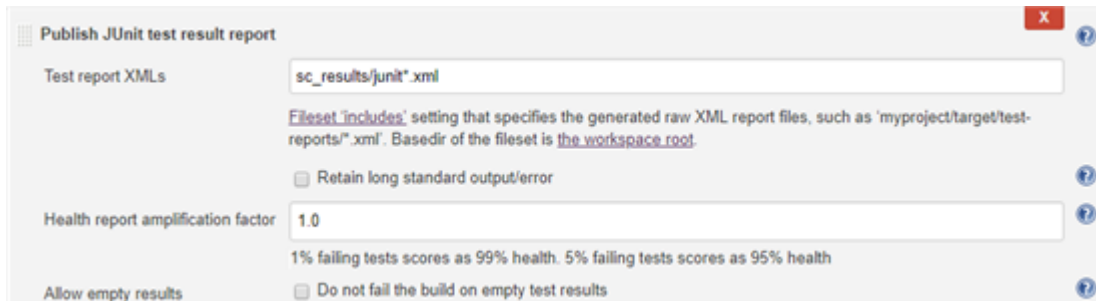 X
Publish JUnit test result report
Test report XMLs
sc_results/junit*.xml
Fileset 'includes' setting that specifies the generated raw XML report files, such as 'myproject/target/test-
reports/*.xml'. Basedir of the fileset is the workspace root.
Retain long standard output/error
Health report amplification factor
1.0
1% failing tests scores as 99% health. 5% failing tests scores as 95% health
Allow empty results
Do not fail the build on empty test results